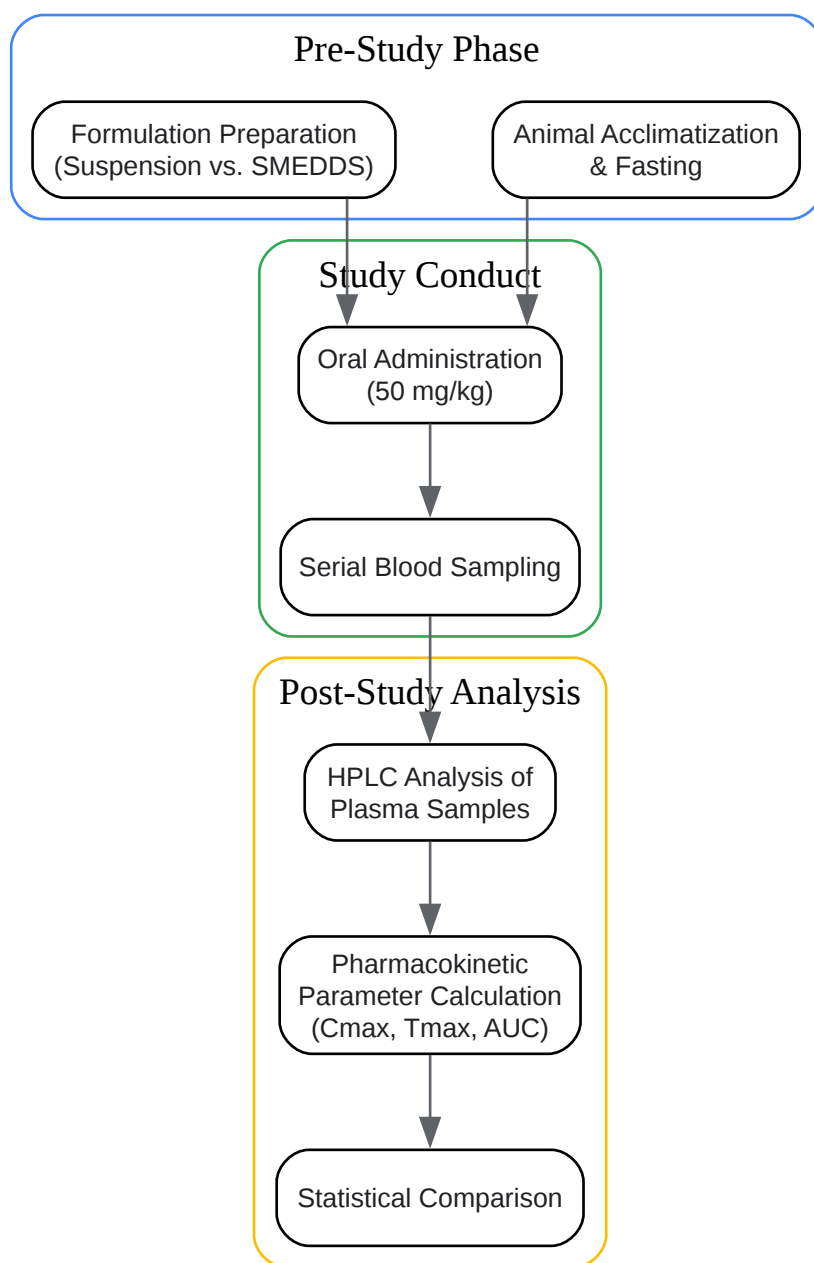 Pre-Study Phase
Formulation Preparation
(Suspension vs. SMEDDS)
Animal Acclimatization
& Fasting
Study Conduct
Oral Administration
(50 mg/kg)
Serial Blood Sampling
Post-Study Analysis
HPLC Analysis of
Plasma Samples
Pharmacokinetic
Parameter Calculation
(Cmax, Tmax, AUC)
Statistical Comparison